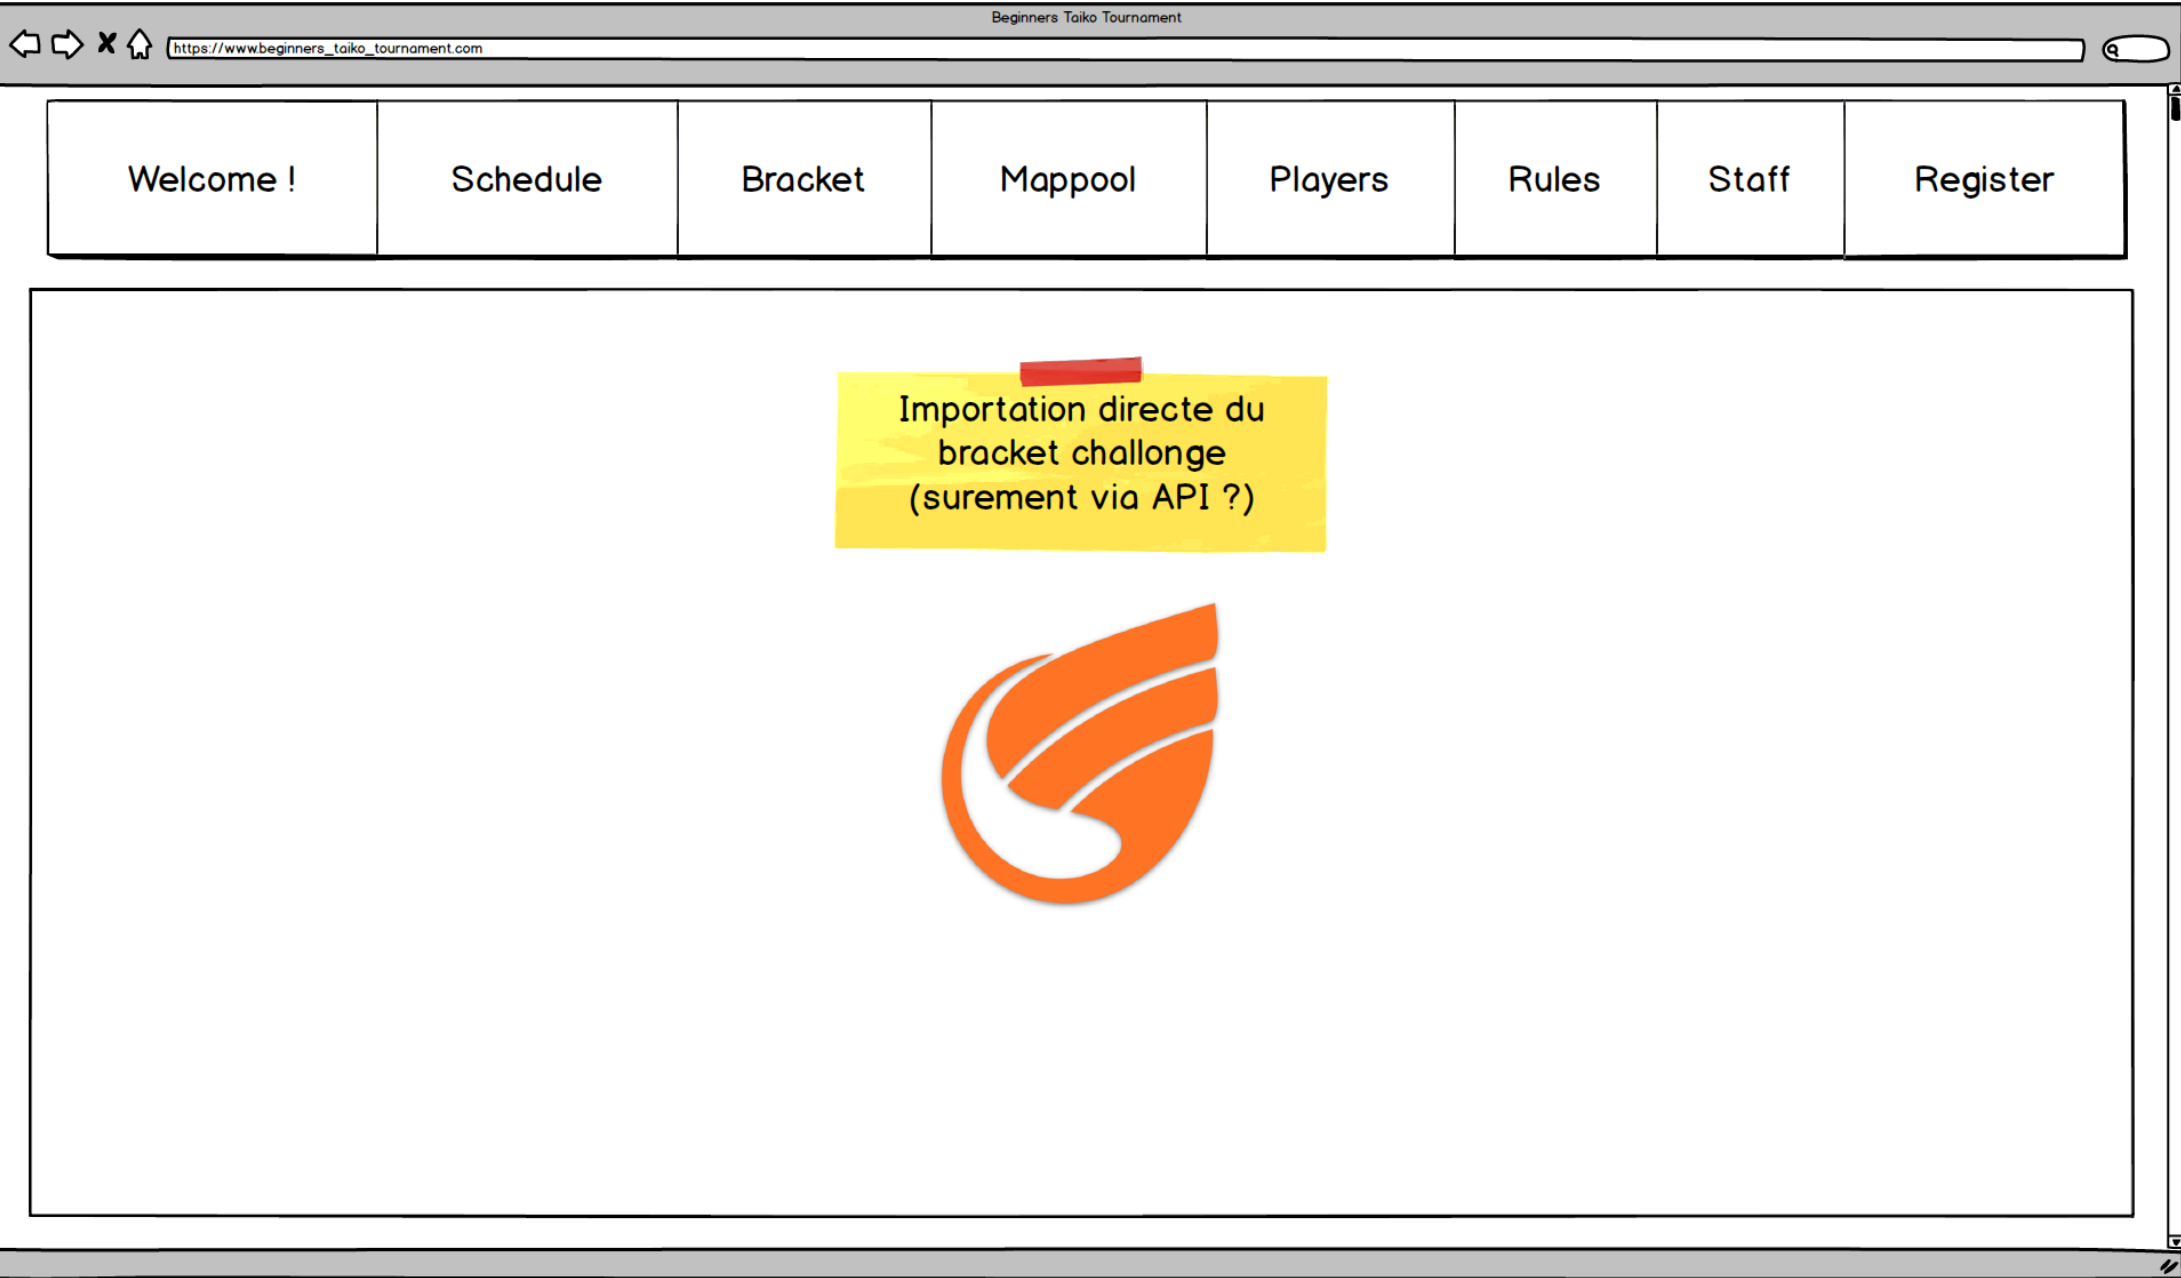 Beginners Taiko Tournament
https://www.beginners_taiko_tournament.com
Welcome ! Schedule Bracket Mappool Players Rules Staff Register
Importation directe du
bracket challonge
(surement via API ?)